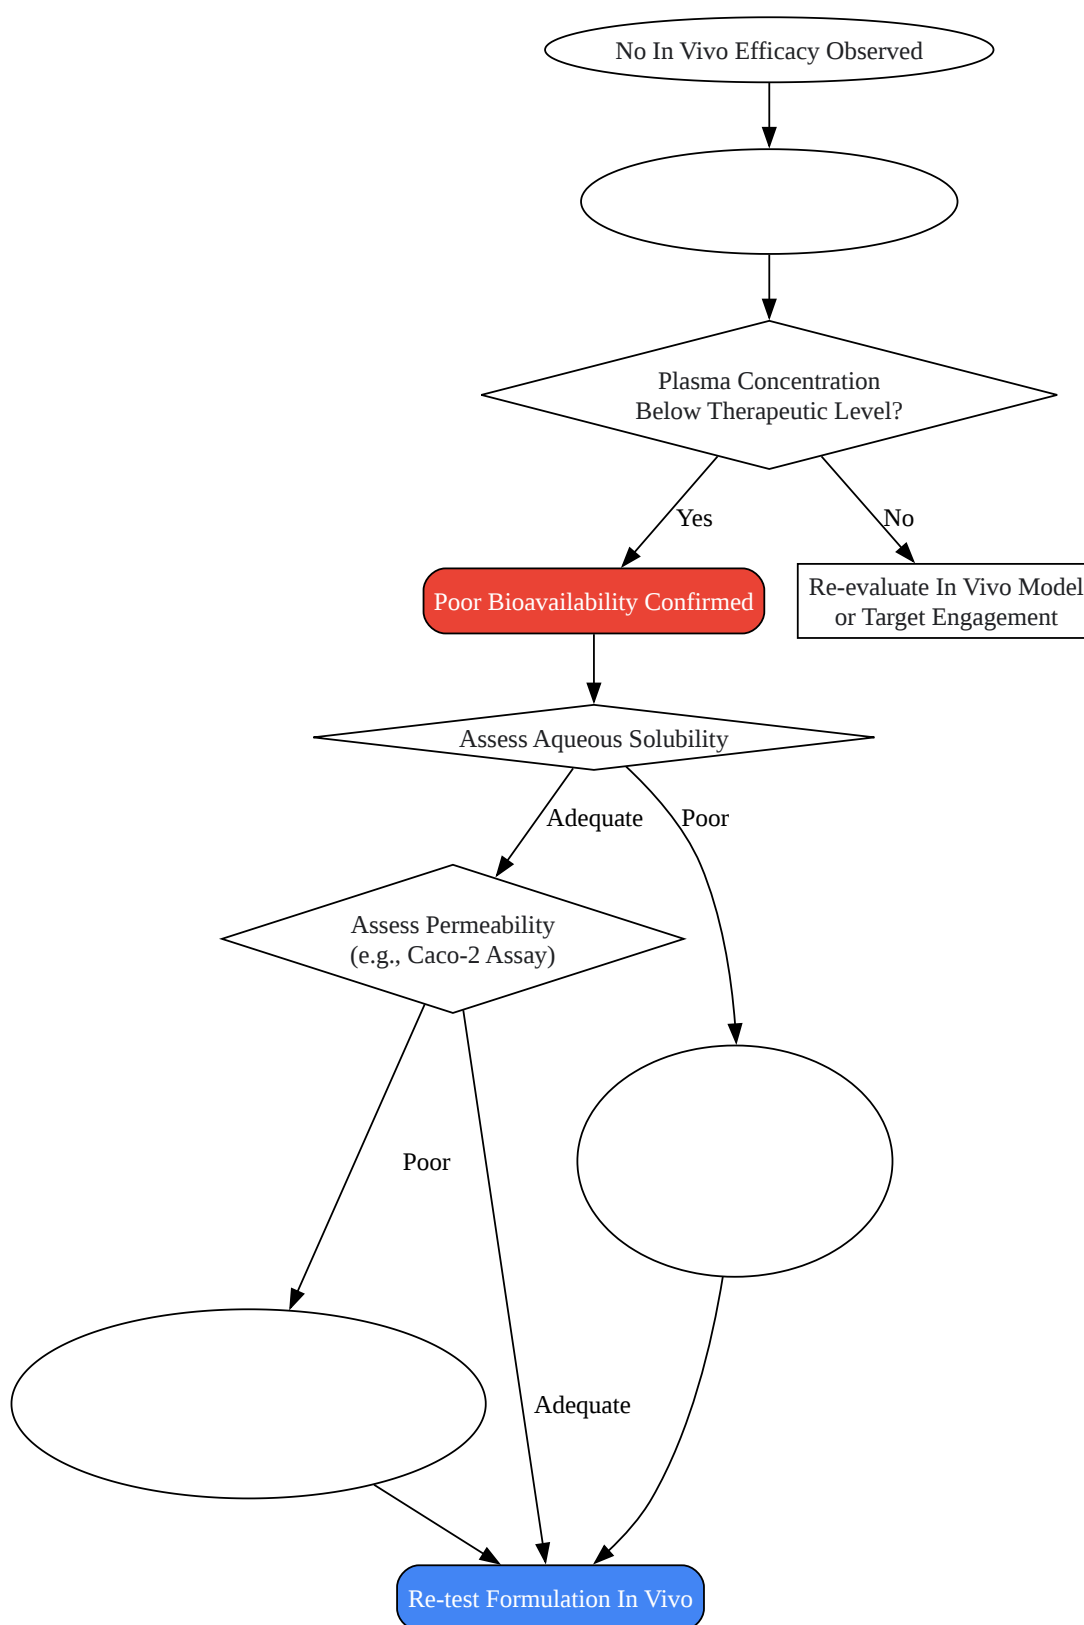 No In Vivo Efficacy Observed
Plasma Concentration
Below Therapeutic Level?
Yes
No
Poor Bioavailability Confirmed
Re-evaluate In Vivo Model
or Target Engagement
Assess Aqueous Solubility
Adequate
Poor
Assess Permeability
(e.g., Caco-2 Assay)
Poor
Adequate
Re-test Formulation In Vivo